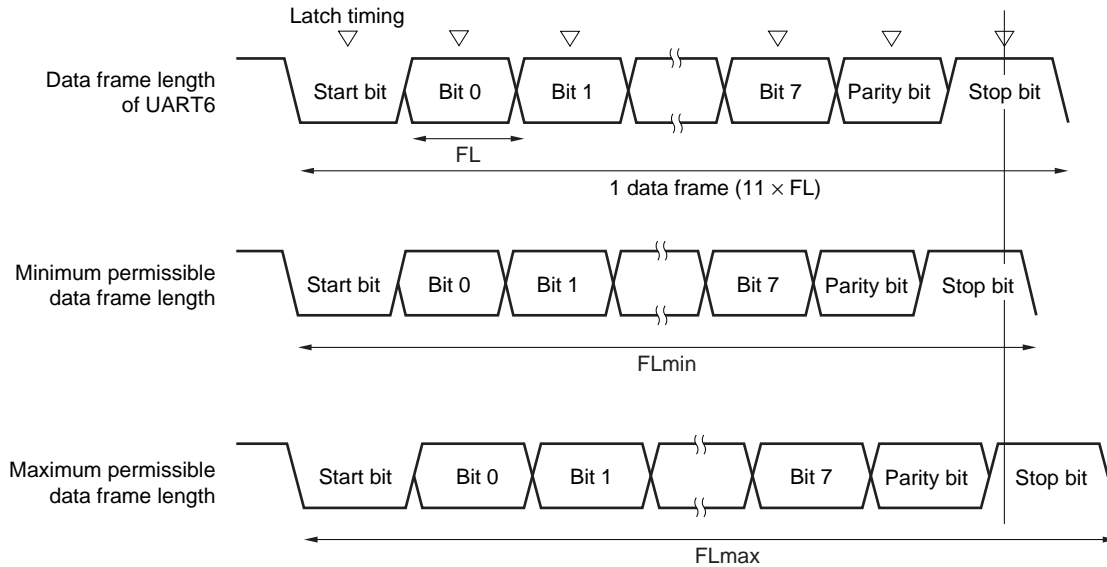 Latch timing
Data frame length
of UART6
Start bit
Bit 0
Bit 1
Bit 7
Parity bit
Stop bit
FL
1 data frame (11 × FL)
Minimum permissible
data frame length
Start bit
Bit 0
Bit 1
Bit 7
Parity bit
Stop bit
FLmin
Maximum permissible
data frame length
Start bit
Bit 0
Bit 1
Bit 7
Parity bit
Stop bit
FLmax